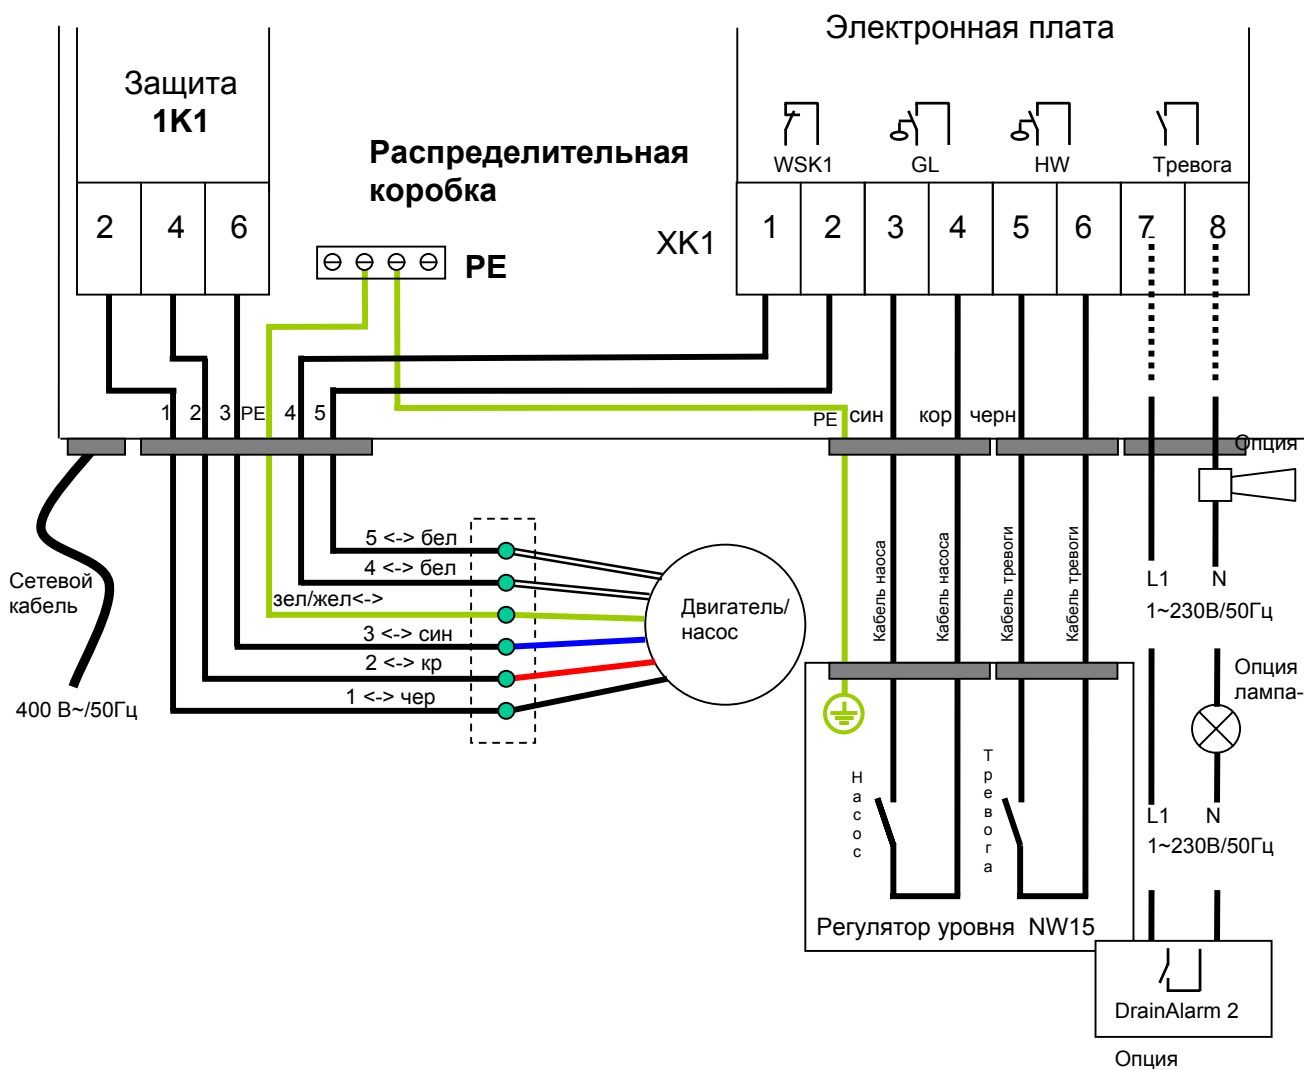 Электронная плата
Защита
1K1
Распределительная
коробка
WSK1
GL
HW
Тревога
2
4
6
PE
XK1
1
2
3
4
5
6
7
8
1
2
3
PE
4
5
PE
син
кор
черн
Опция
5 <-> бел
4 <-> бел
зел/жел<->
3 <-> син
2 <-> кр
1 <-> чер
Двигатель/
насос
Сетевой
кабель
400 В~/50Гц
Кабель насоса
Кабель насоса
Кабель тревоги
Кабель тревоги
L1
N
1~230В/50Гц
Опция
лампа-
Насос
Тревога
L1
N
1~230В/50Гц
Регулятор уровня NW15
DrainAlarm 2
Опция